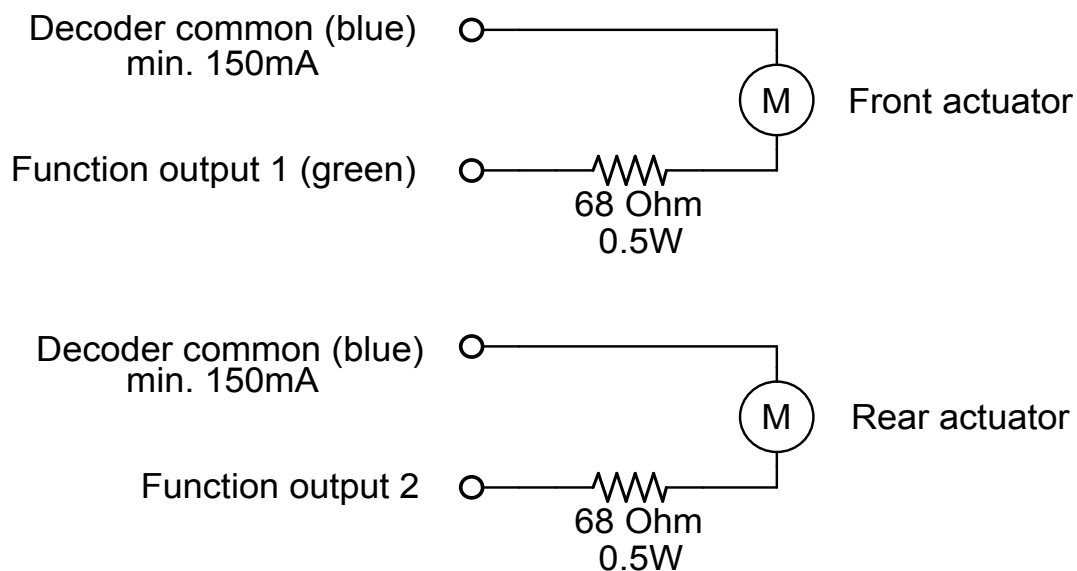 Decoder common (blue)
min. 150mA
M
Front actuator
Function output 1 (green)
68 Ohm
0.5W
Decoder common (blue)
min. 150mA
M
Rear actuator
Function output 2
68 Ohm
0.5W